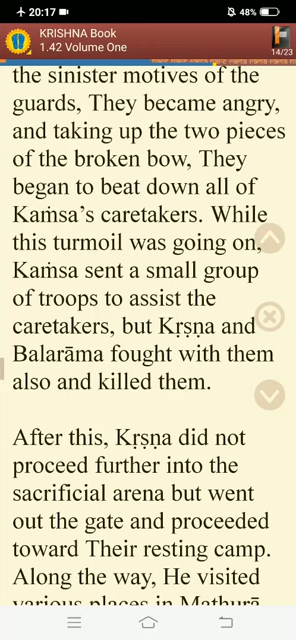 20:17
48%
KRISHNA Book
1.42 Volume One
14/23
the sinister motives of the
guards, They became angry,
and taking up the two pieces
of the broken bow, They
began to beat down all of
Kaṁsa’s caretakers. While
this turmoil was going on,
Kaṁsa sent a small group
of troops to assist the
caretakers, but Kṛṣṇa and
Balarāma fought with them
also and killed them.
After this, Kṛṣṇa did not
proceed further into the
sacrificial arena but went
out the gate and proceeded
toward Their resting camp.
Along the way, He visited
various places in Mathurā